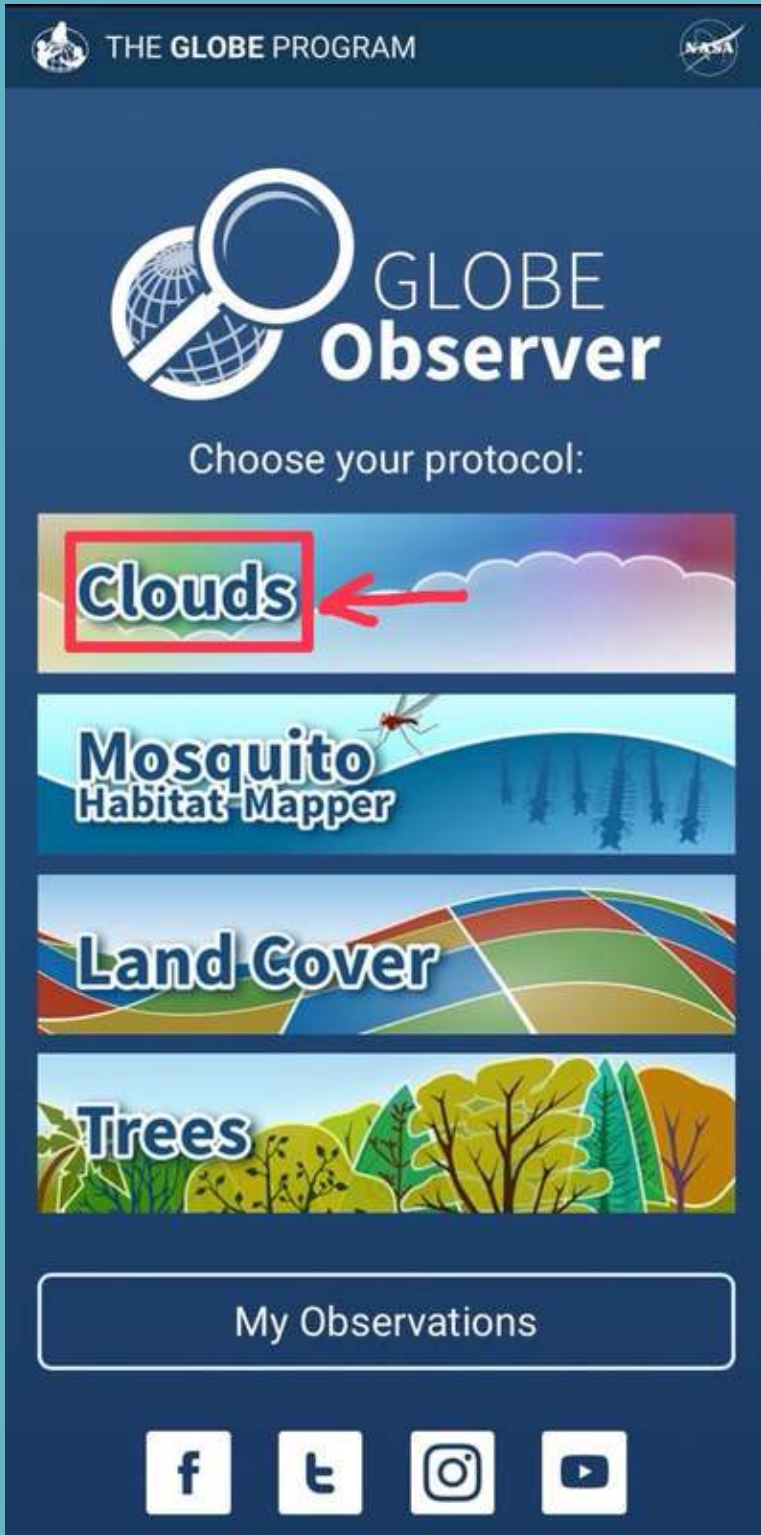 THE GLOBE PROGRAM
NASA
GLOBE
Observer
Choose your protocol:
Clouds
Mosquito
Habitat Mapper
Land Cover
Trees
My Observations